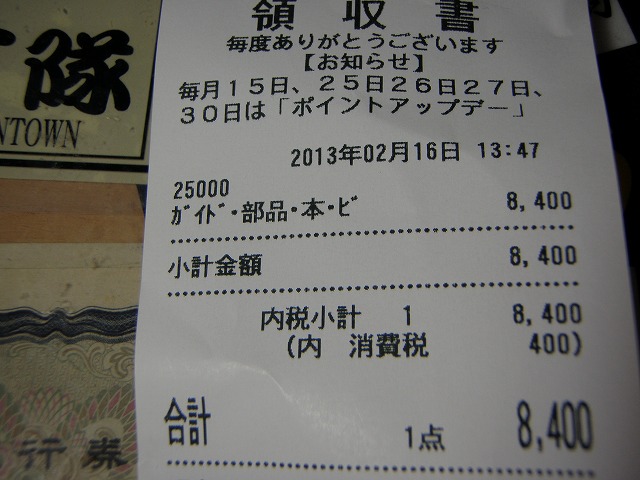 領収書
毎度ありがとうございます
【お知らせ】
毎月15日、25日26日27日、
30日は「ポイントアップデー」
2013年02月16日 13:47
25000
ｶﾞｲﾄﾞ・部品・本・ﾋﾞ 8,400
小計金額 8,400
内税小計 1 8,400
(内 消費税 400)
合計 1点 8,400
隊
NTOWN
行券